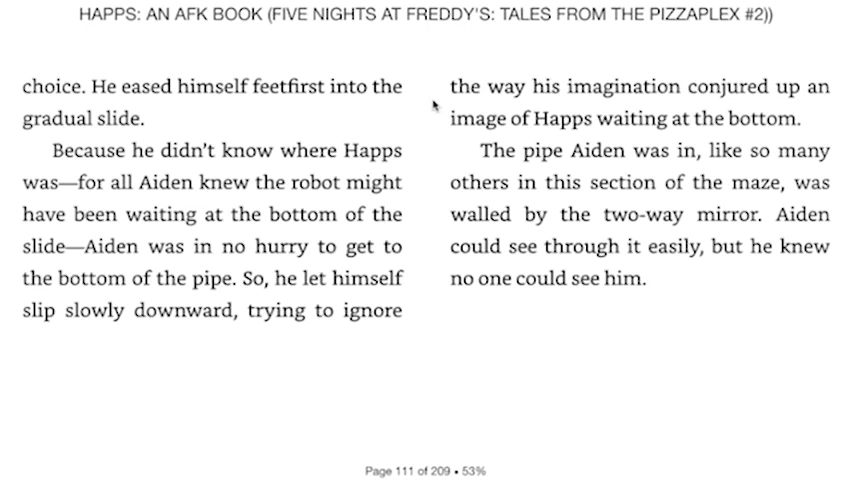 HAPPS: AN AFK BOOK (FIVE NIGHTS AT FREDDY'S: TALES FROM THE PIZZAPLEX #2))
choice. He eased himself feetfirst into the
gradual slide.
Because he didn't know where Happs
was—for all Aiden knew the robot might
have been waiting at the bottom of the
slide—Aiden was in no hurry to get to
the bottom of the pipe. So, he let himself
slip slowly downward, trying to ignore
the way his imagination conjured up an
image of Happs waiting at the bottom.
The pipe Aiden was in, like so many
others in this section of the maze, was
walled by the two-way mirror. Aiden
could see through it easily, but he knew
no one could see him.
Page 111 of 209 • 53%